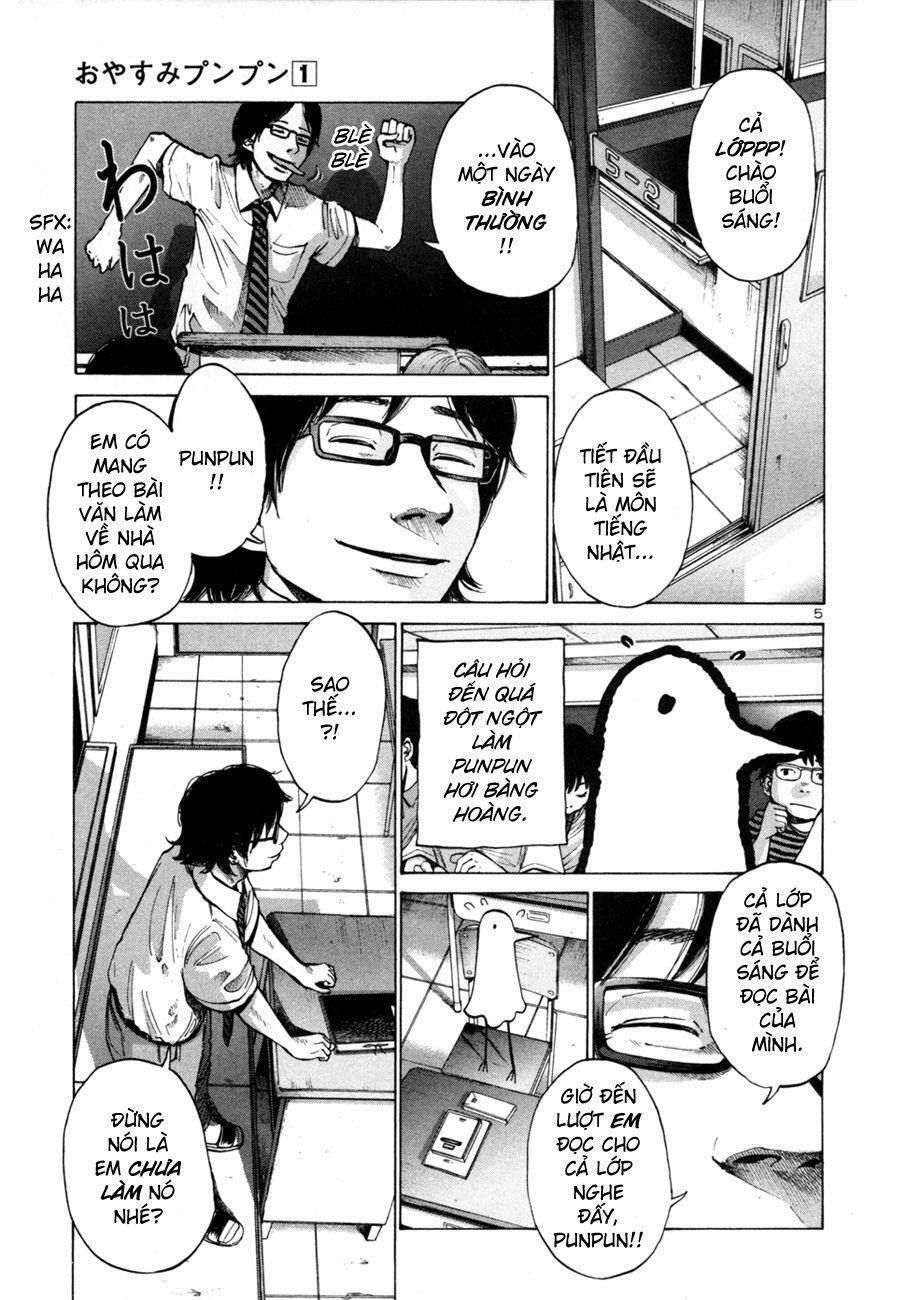 おやすみプンプン1
CẢ
LỚPPP!
CHÀO
BUỔI
SÁNG!
5-2
TIẾT ĐẦU
TIÊN SẼ
LÀ MÔN
TIẾNG
NHẬT...
...VÀO
MỘT NGÀY
BÌNH
THƯỜNG
!!
BLÈ
BLÈ
わははは
SFX:
WA
HA
HA
PUNPUN
!!
EM CÓ
MANG
THEO BÀI
VĂN LÀM
VỀ NHÀ
HÔM QUA
KHÔNG?
5
CÂU HỎI
ĐẾN QUÁ
ĐỘT NGỘT
LÀM
PUNPUN
HƠI BÀNG
HOÀNG.
SAO
THẾ...
?!
ĐỪNG
NÓI LÀ
EM CHƯA
LÀM NÓ
NHÉ?
CẢ LỚP
ĐÃ DÀNH
CẢ BUỔI
SÁNG ĐỂ
ĐỌC BÀI
CỦA
MÌNH.
GIỜ ĐẾN
LƯỢT EM
ĐỌC CHO
CẢ LỚP
NGHE
ĐẤY,
PUNPUN!!